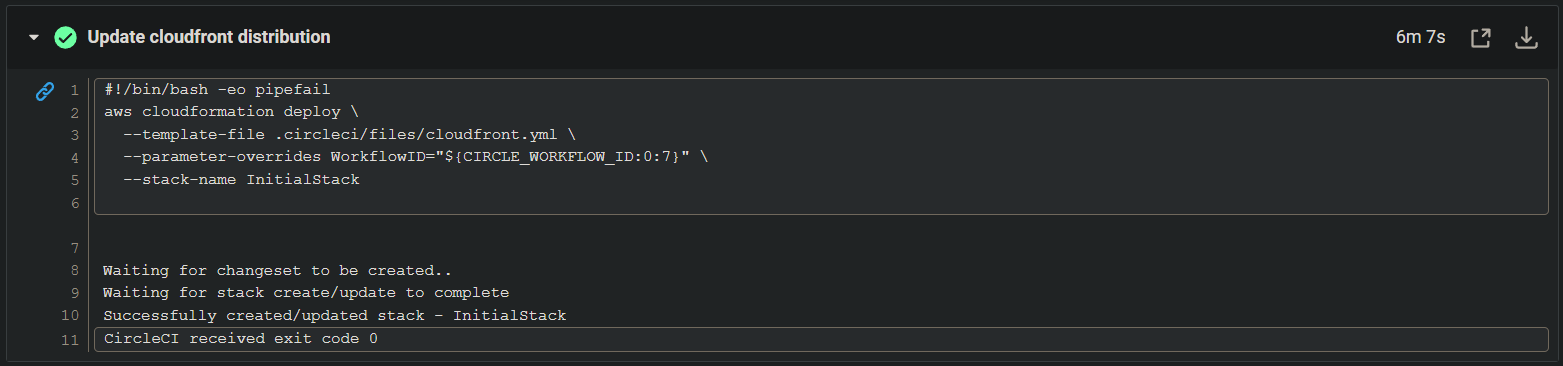 Update cloudfront distribution 6m 7s
1 #!/bin/bash -eo pipefail
2 aws cloudformation deploy \
3 --template-file .circleci/files/cloudfront.yml \
4 --parameter-overrides WorkflowID="${CIRCLE_WORKFLOW_ID:0:7}" \
5 --stack-name InitialStack
6
7
8 Waiting for changeset to be created..
9 Waiting for stack create/update to complete
10 Successfully created/updated stack - InitialStack
11 CircleCI received exit code 0